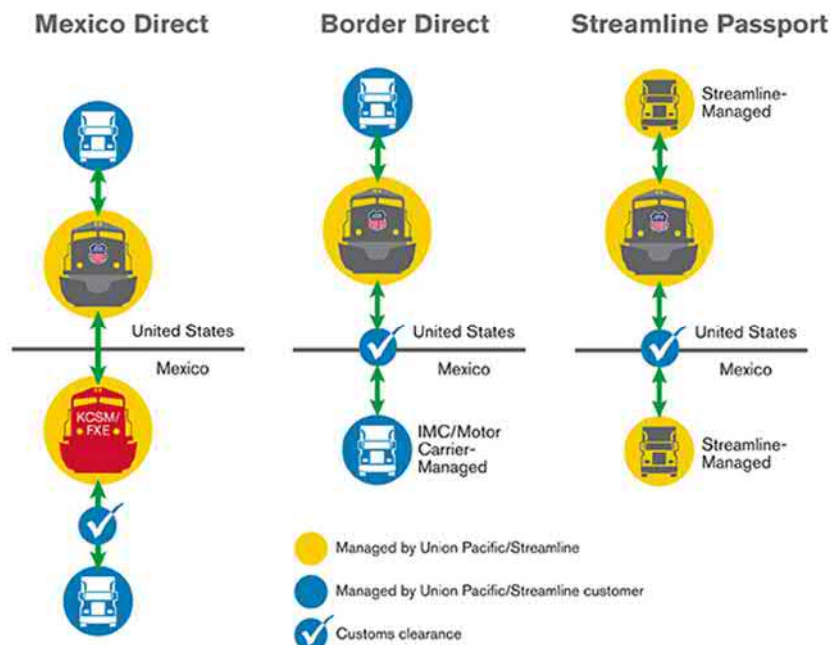 Mexico Direct
Border Direct
Streamline Passport
Streamline-
Managed
United States
Mexico
United States
Mexico
United States
Mexico
KCSM/
FXE
IMC/Motor
Carrier-
Managed
Streamline-
Managed
Managed by Union Pacific/Streamline
Managed by Union Pacific/Streamline customer
Customs clearance